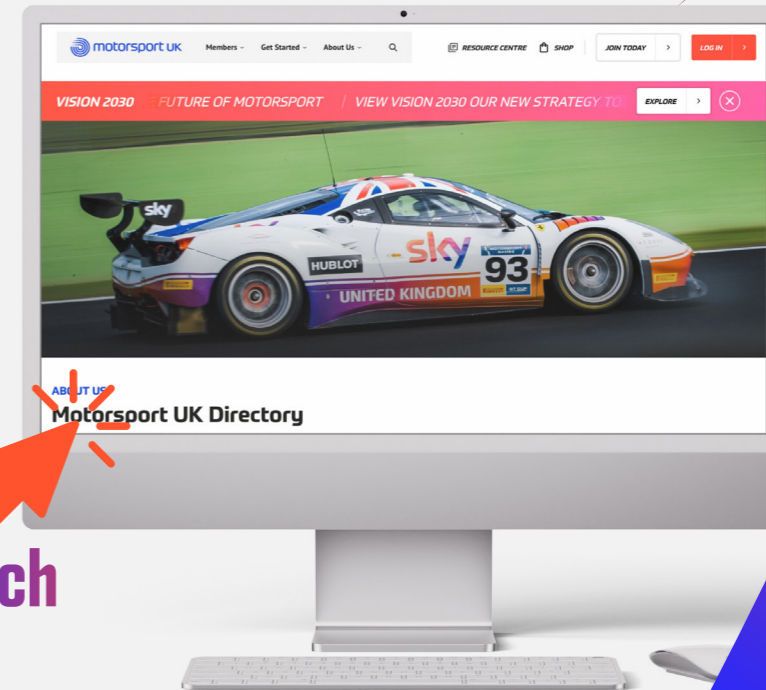 motorsport UK
Members Get Started About Us RESOURCE CENTRE SHOP JOIN TODAY > LOG IN >
VISION 2030 FUTURE OF MOTORSPORT / VIEW VISION 2030 OUR NEW STRATEGY TO EXPLORE >
sky
sky
HUBLOT
93
UNITED KINGDOM
ABOUT US
Motorsport UK Directory
ch